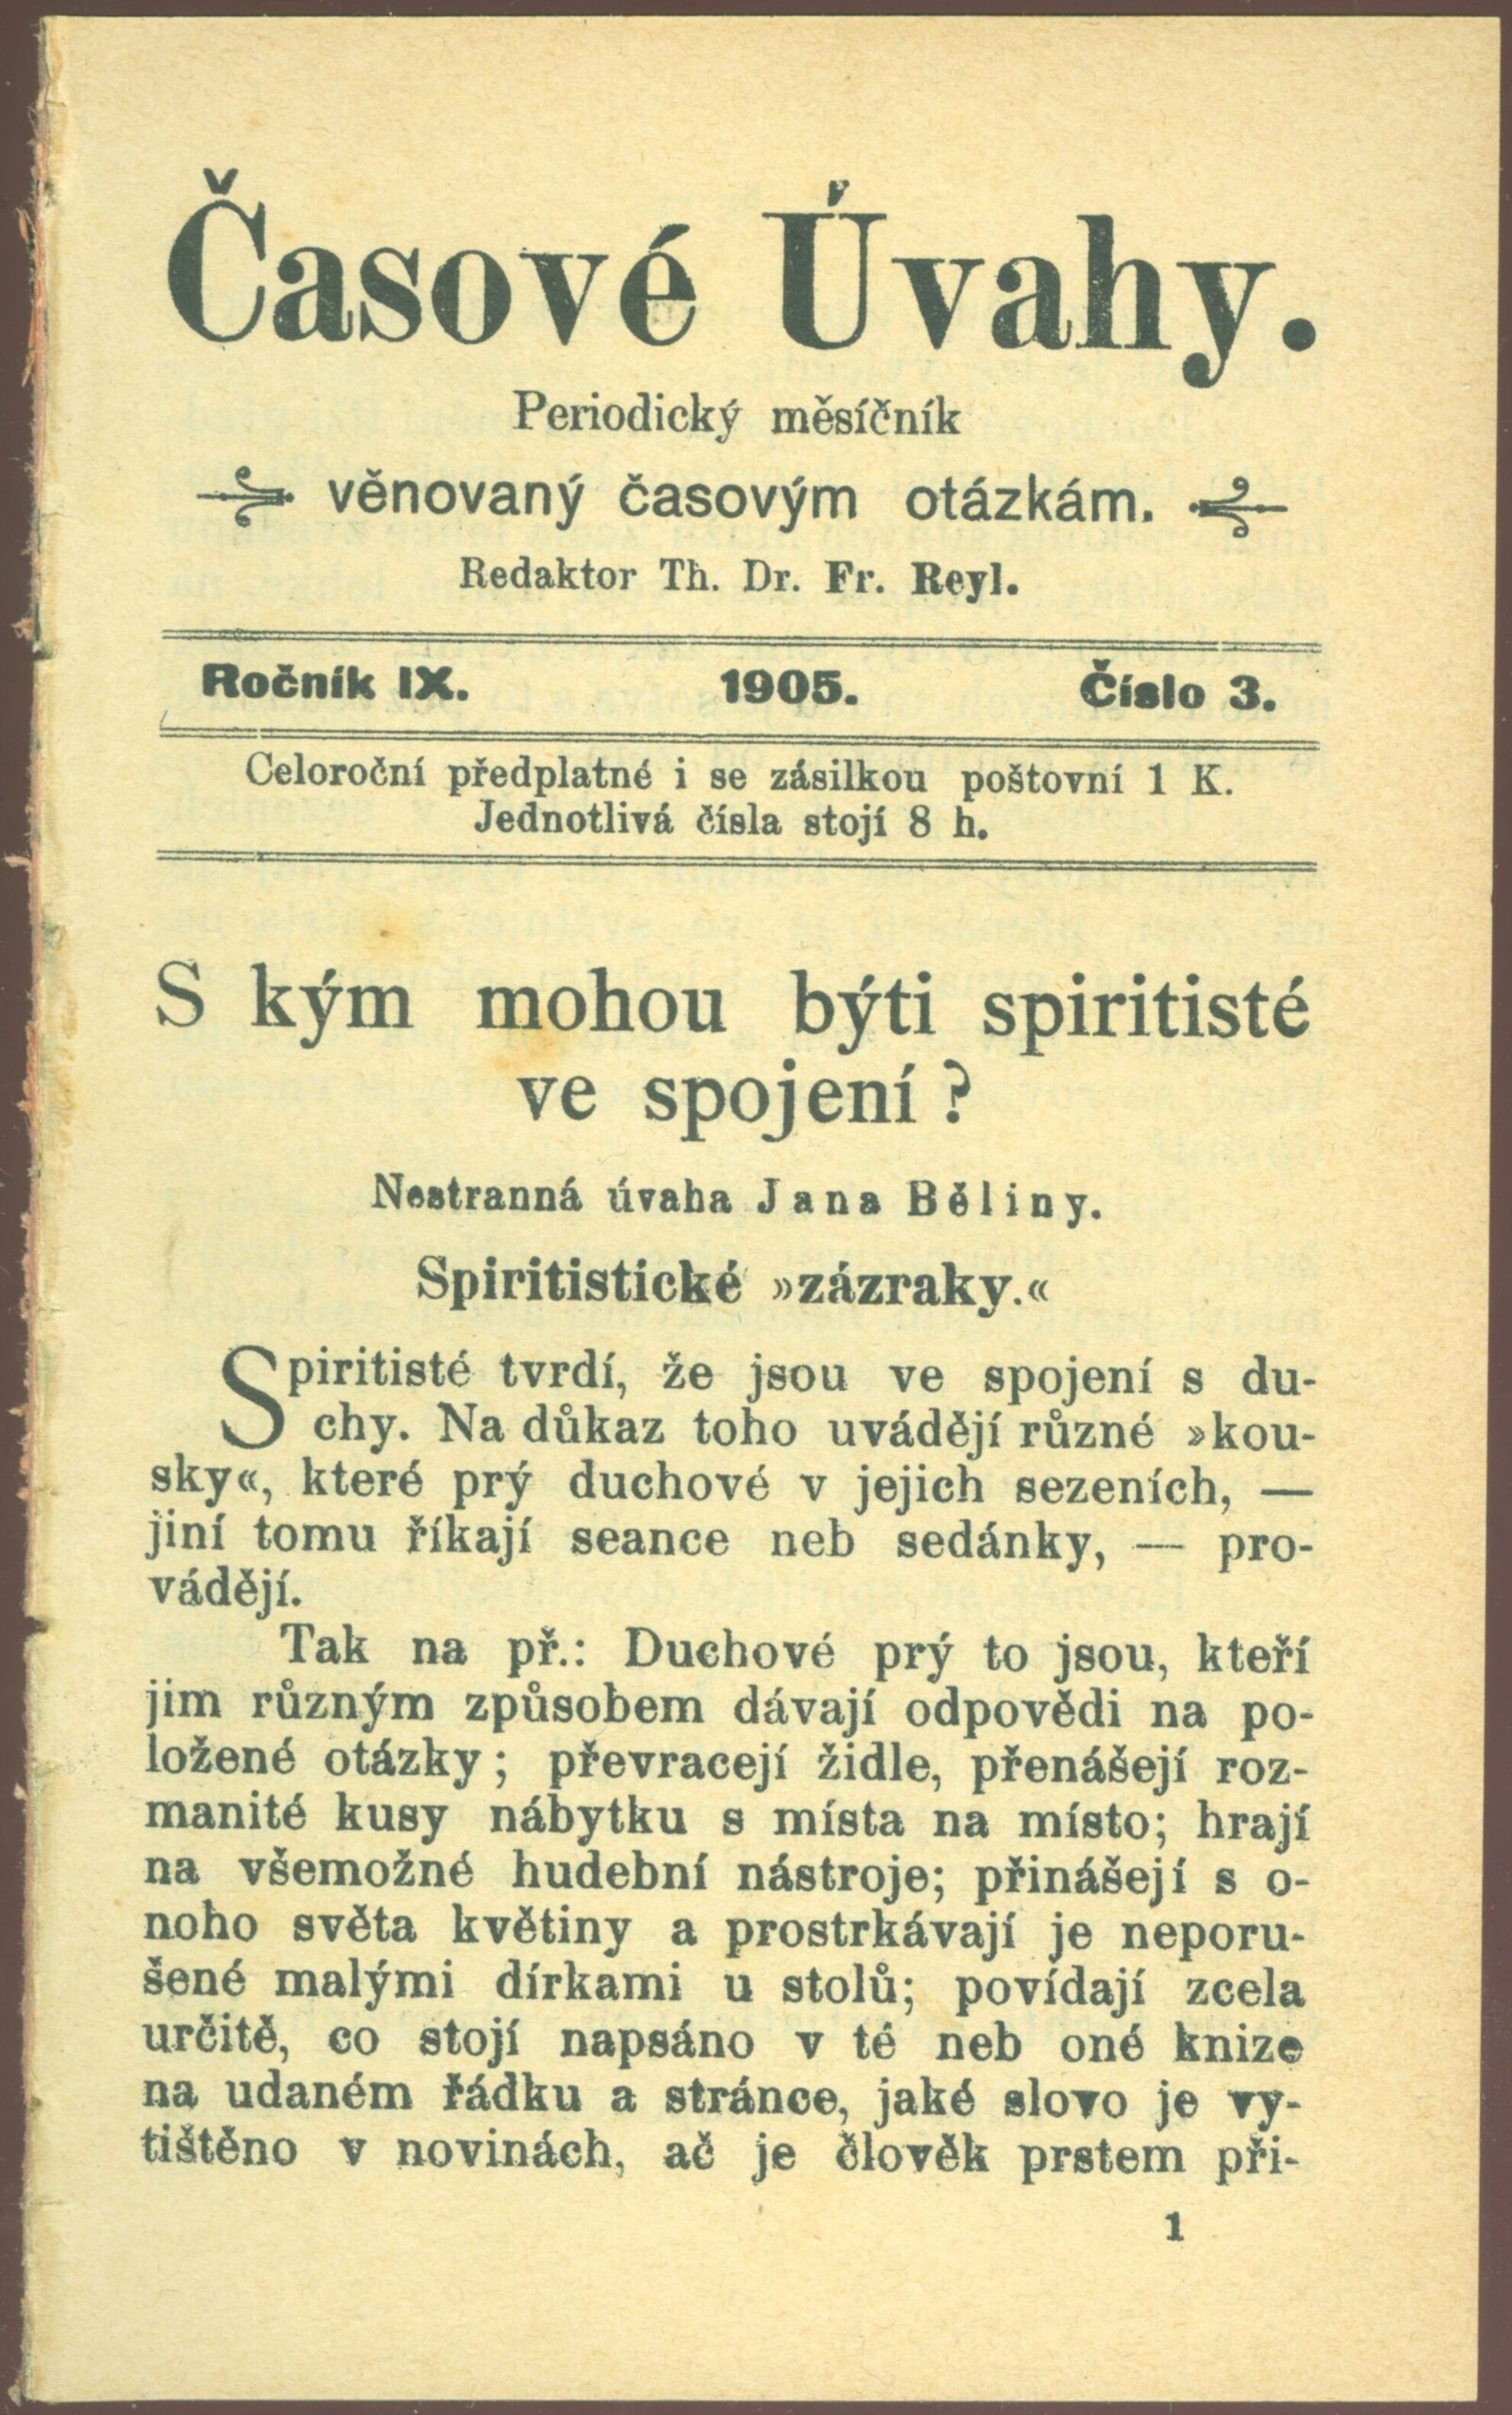 Časové Úvahy.
Periodický měsíčník
věnovaný časovým otázkám.
Redaktor Th. Dr. Fr. Reyl.
Ročník IX. 1905. Číslo 3.
Celoroční předplatné i se zásilkou poštovní 1 K.
Jednotlivá čísla stojí 8 h.
S kým mohou býti spiritisté
ve spojení?
Nestranná úvaha Jana Běliny.
Spiritistické »zázraky.«
Spiritisté tvrdí, že jsou ve spojení s du-
chy. Na důkaz toho uvádějí různé »kou-
sky«, které prý duchové v jejich sezeních, —
jiní tomu říkají seance neb sedánky, — pro-
vádějí.
Tak na př.: Duchové prý to jsou, kteří
jim různým způsobem dávají odpovědi na po-
ložené otázky; převracejí židle, přenášejí roz-
manité kusy nábytku s místa na místo; hrají
na všemožné hudební nástroje; přinášejí s o-
noho světa květiny a prostrkávají je neporu-
šené malými dírkami u stolů; povídají zcela
určitě, co stojí napsáno v té neb oné knize
na udaném řádku a stránce, jaké slovo je vy-
tištěno v novinách, ač je člověk prstem při-
1